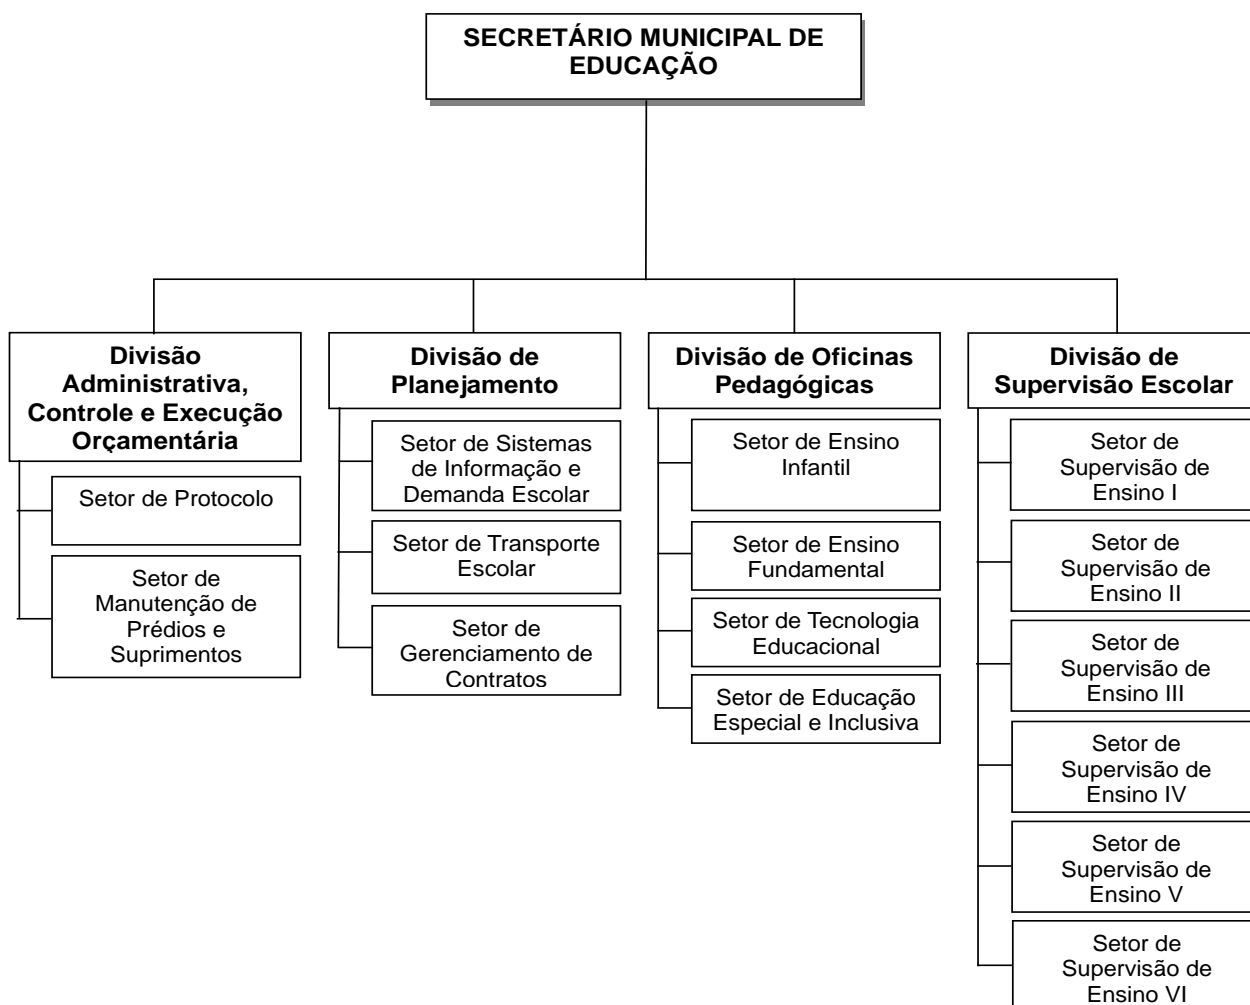 SECRETÁRIO MUNICIPAL DE
EDUCAÇÃO
Divisão
Administrativa,
Controle e Execução
Orçamentária
Setor de Protocolo
Setor de
Manutenção de
Prédios e
Suprimentos
Divisão de
Planejamento
Setor de Sistemas
de Informação e
Demanda Escolar
Setor de Transporte
Escolar
Setor de
Gerenciamento de
Contratos
Divisão de Oficinas
Pedagógicas
Setor de Ensino
Infantil
Setor de Ensino
Fundamental
Setor de Tecnologia
Educacional
Setor de Educação
Especial e Inclusiva
Divisão de
Supervisão Escolar
Setor de
Supervisão de
Ensino I
Setor de
Supervisão de
Ensino II
Setor de
Supervisão de
Ensino III
Setor de
Supervisão de
Ensino IV
Setor de
Supervisão de
Ensino V
Setor de
Supervisão de
Ensino VI